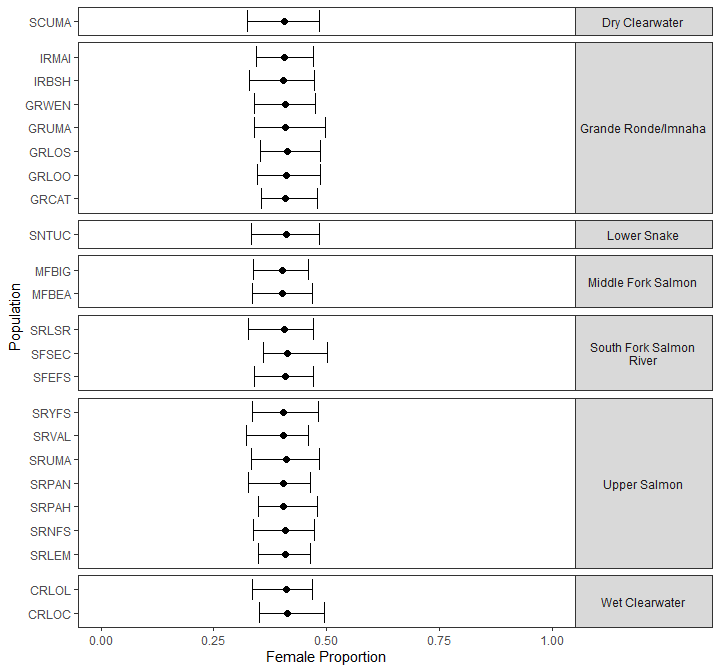 SCUMA
Dry Clearwater
IRMAI
IRBSH
GRWEN
GRUMA
GRLOS
GRLOO
GRCAT
Grande Ronde/Imnaha
SNTUC
Lower Snake
MFBIG
MFBEA
Middle Fork Salmon
SRLSR
SFSEC
SFEFS
South Fork Salmon
River
SRYFS
SRVAL
SRUMA
SRPAN
SRPAH
SRNFS
SRLEM
Upper Salmon
CRLOL
CRLOC
Wet Clearwater
Population
0.00 0.25 0.50 0.75 1.00
Female Proportion